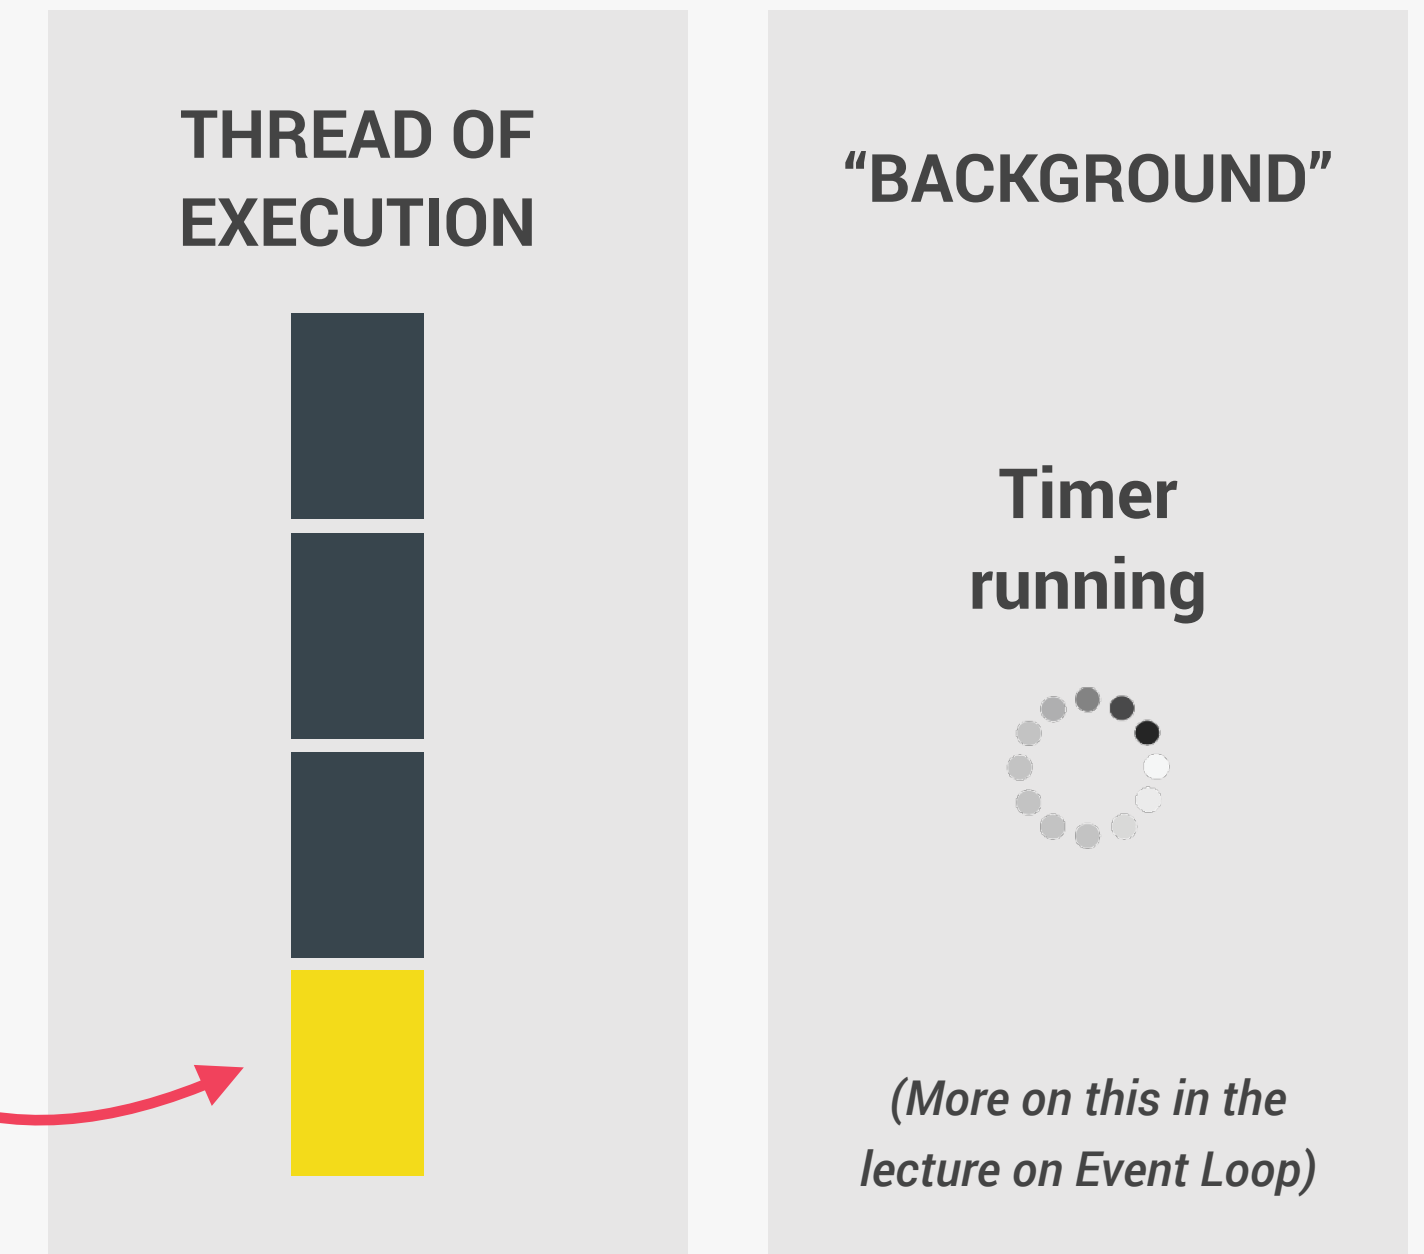 THREAD OF
EXECUTION
“BACKGROUND”
Timer
running
(More on this in the
lecture on Event Loop)